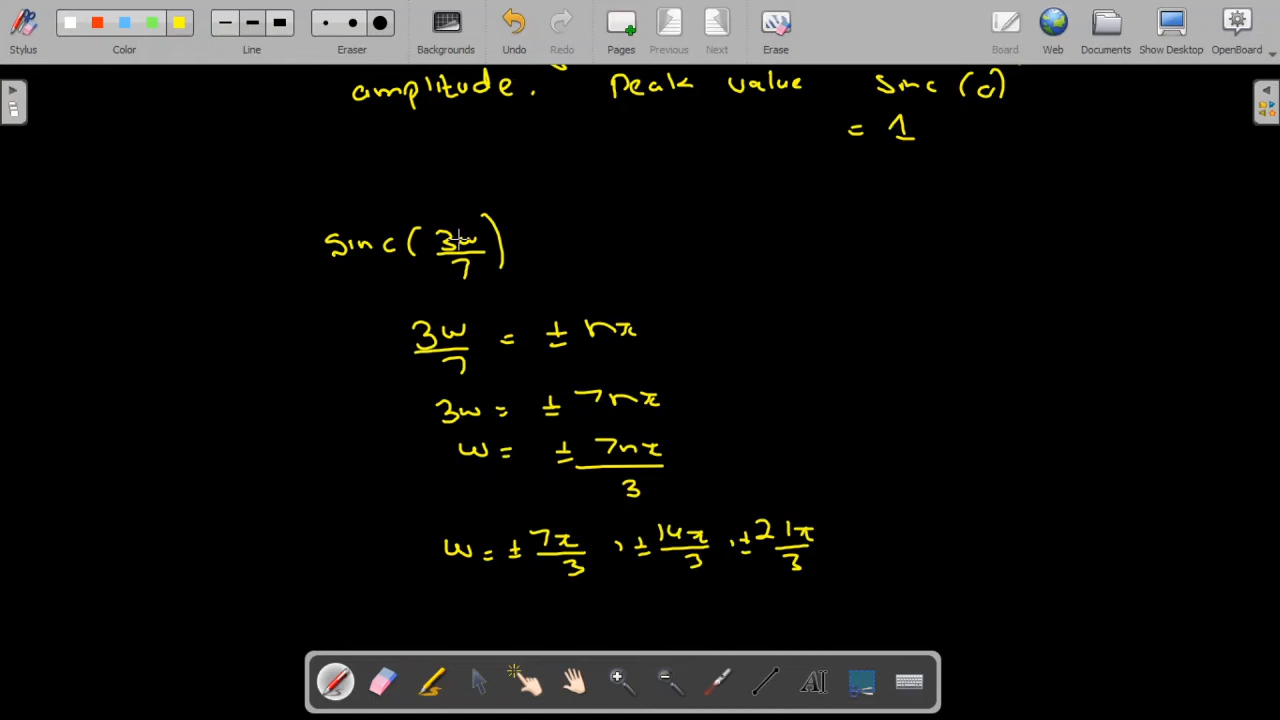 Stylus Color Line Eraser Backgrounds Undo Redo Pages Previous Next Erase Board Web Documents Show Desktop OpenBoard
amplitude. Peak value sinc (0)
= 1
sinc ( 3w/7 )
3w/7 = ± nπ
3w = ± 7nπ
w = ± 7nπ/3
w = ± 7π/3 , ± 14π/3 , ± 21π/3
AI